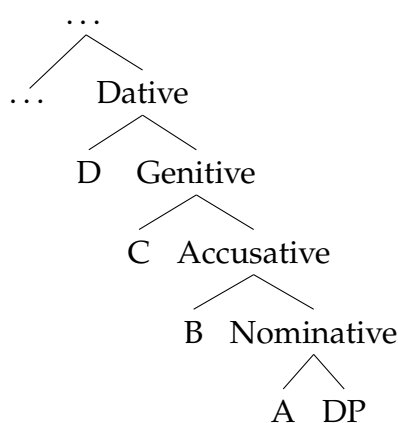 ...
... Dative
D Genitive
C Accusative
B Nominative
A DP